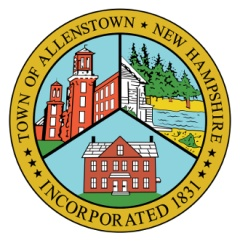 TOWN OF ALLENSTOWN ★ NEW HAMPSHIRE
INCORPORATED 1831